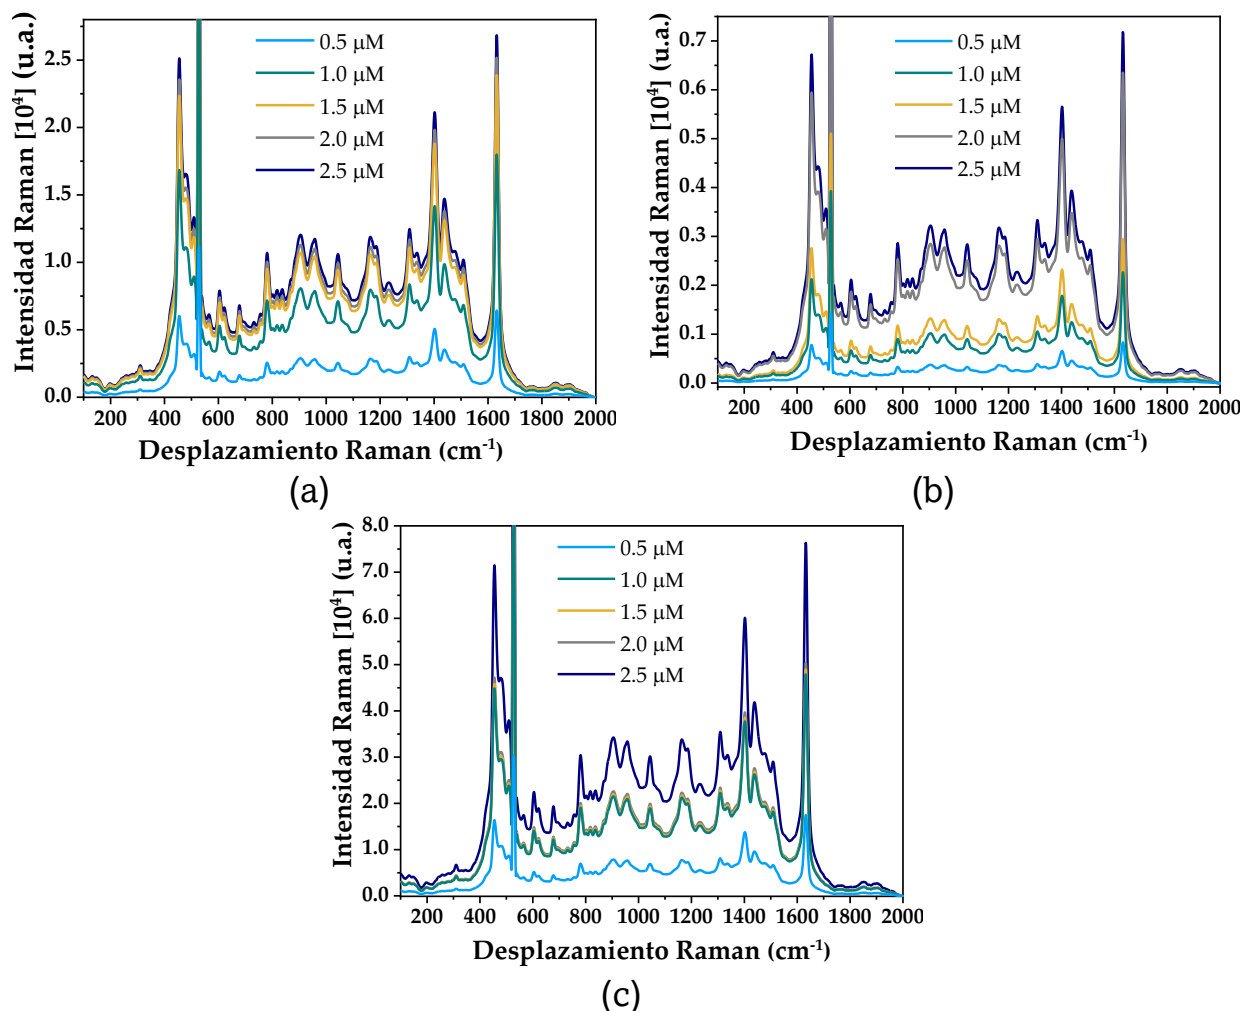 (a)
Intensidad Raman [10⁴] (u.a.)
2.5
2.0
1.5
1.0
0.5
0.0
0.5 μM
1.0 μM
1.5 μM
2.0 μM
2.5 μM
200 400 600 800 1000 1200 1400 1600 1800 2000
Desplazamiento Raman (cm⁻¹)
(a)
(b)
Intensidad Raman [10⁴] (u.a.)
0.7
0.6
0.5
0.4
0.3
0.2
0.1
0.0
0.5 μM
1.0 μM
1.5 μM
2.0 μM
2.5 μM
200 400 600 800 1000 1200 1400 1600 1800 2000
Desplazamiento Raman (cm⁻¹)
(b)
Intensidad Raman [10⁴] (u.a.)
8.0
7.0
6.0
5.0
4.0
3.0
2.0
1.0
0.0
0.5 μM
1.0 μM
1.5 μM
2.0 μM
2.5 μM
200 400 600 800 1000 1200 1400 1600 1800 2000
Desplazamiento Raman (cm⁻¹)
(c)